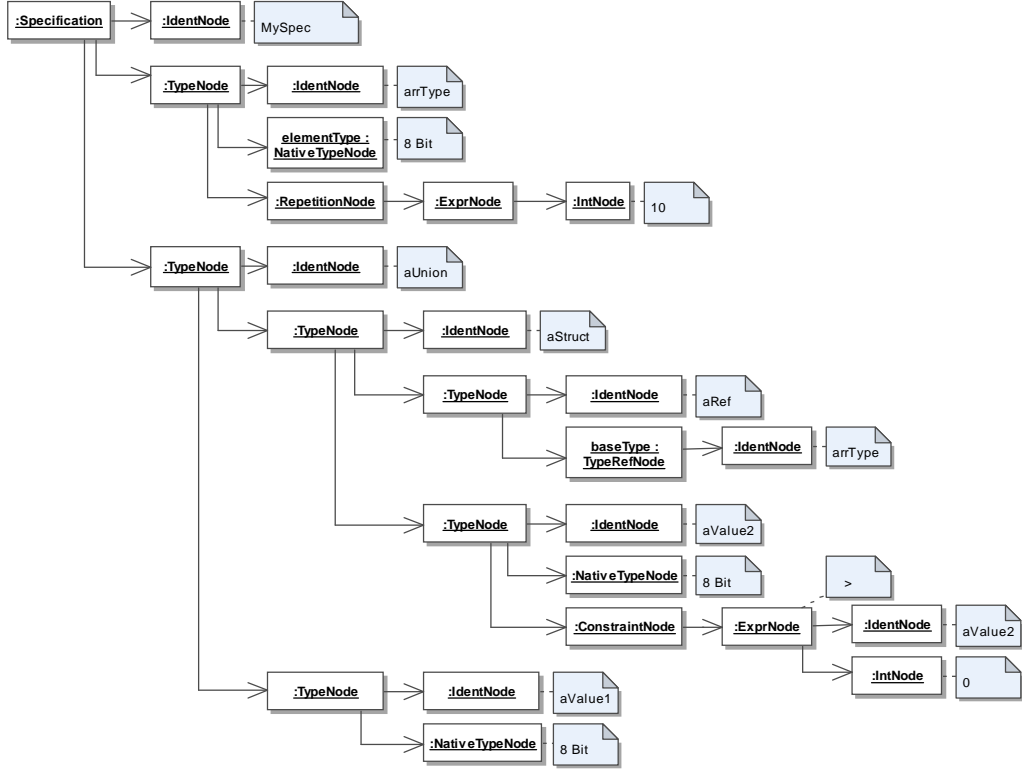 :Specification
:IdentNode
MySpec
:TypeNode
:IdentNode
arrType
elementType :
NativeTypeNode
8 Bit
:RepetitionNode
:ExprNode
:IntNode
10
:TypeNode
:IdentNode
aUnion
:TypeNode
:IdentNode
aStruct
:TypeNode
:IdentNode
aRef
baseType :
TypeRefNode
:IdentNode
arrType
:TypeNode
:IdentNode
aValue2
:NativeTypeNode
8 Bit
>
:ConstraintNode
:ExprNode
:IdentNode
aValue2
:IntNode
0
:TypeNode
:IdentNode
aValue1
:NativeTypeNode
8 Bit